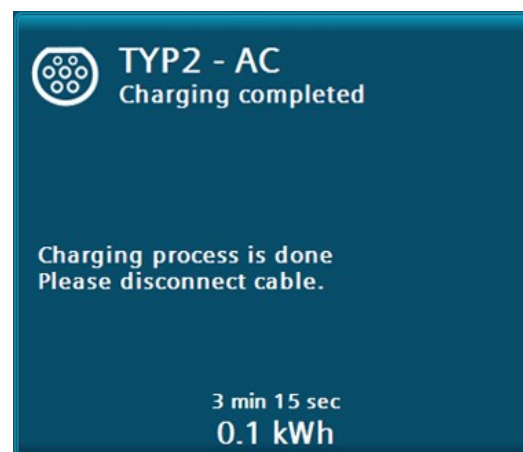 TYP2 - AC
Charging completed
Charging process is done
Please disconnect cable.
3 min 15 sec
0.1 kWh